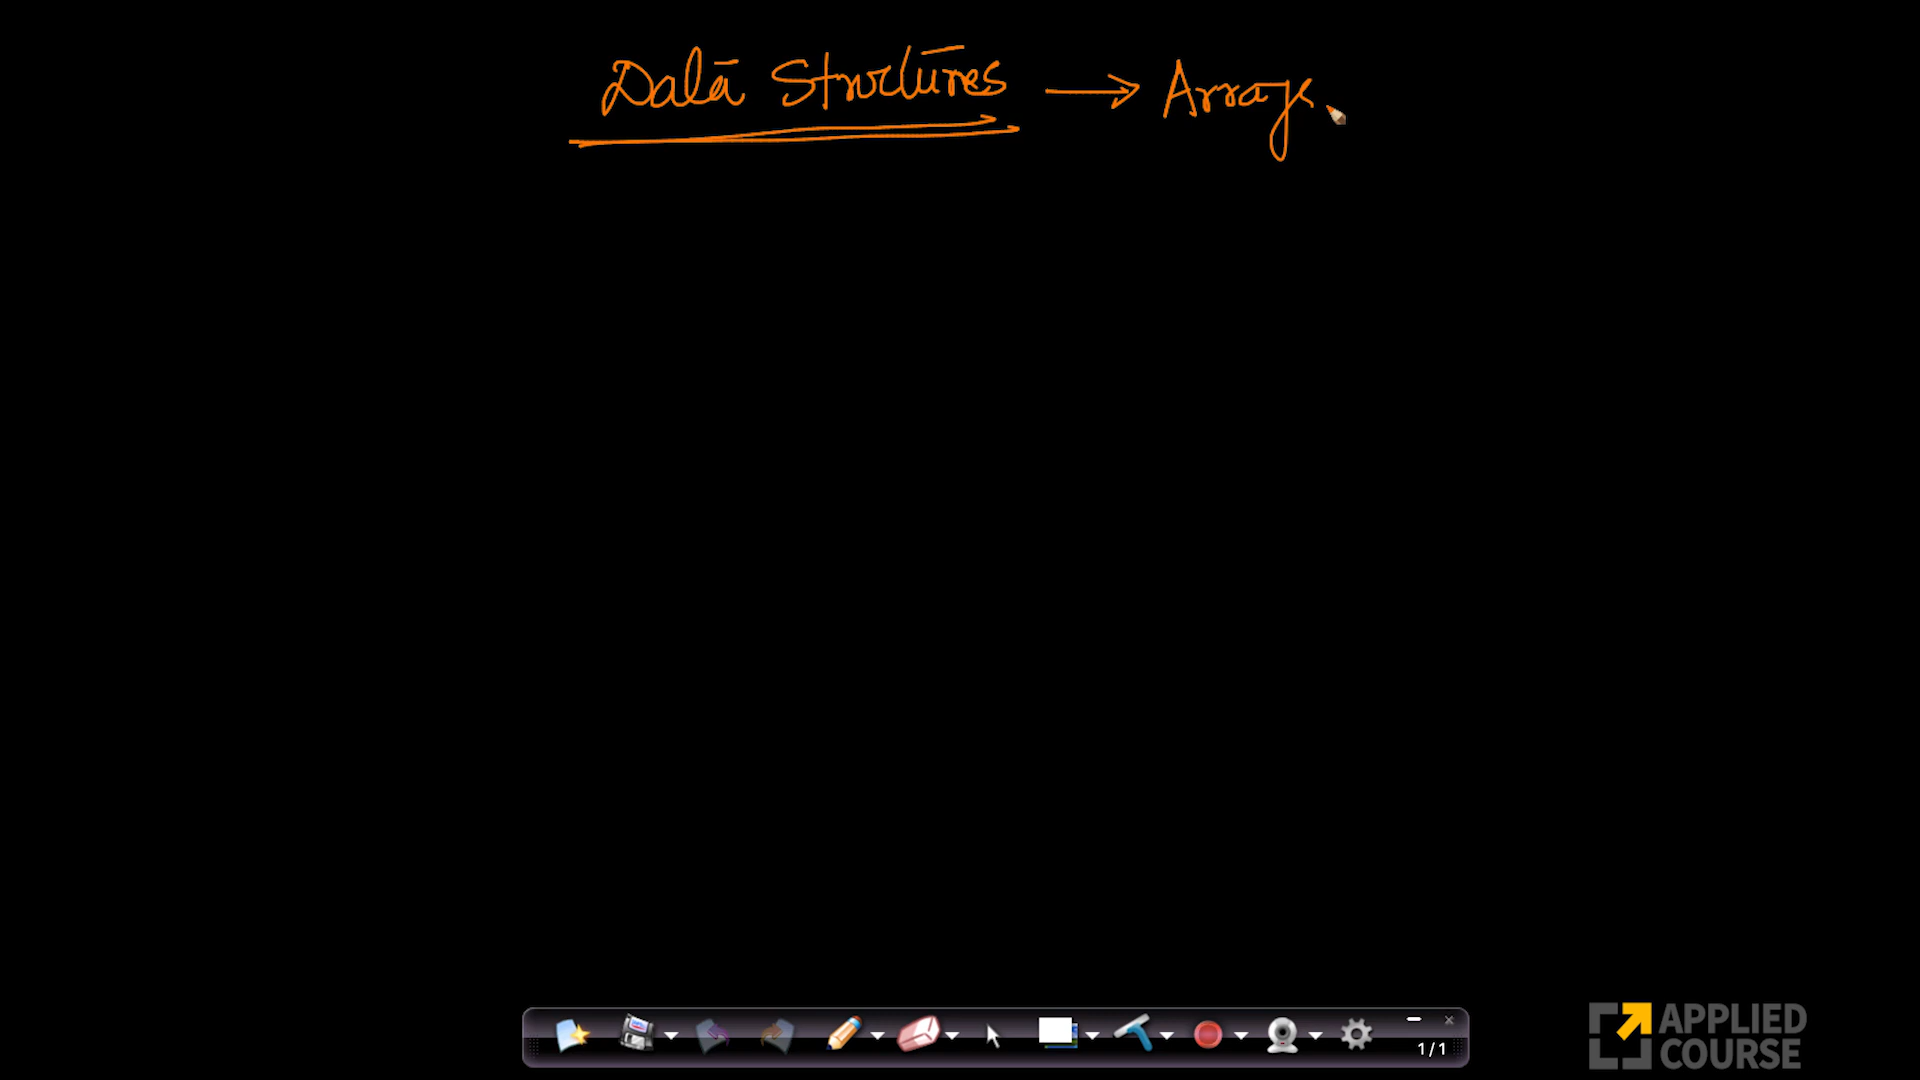 Data Structures → Arrays
1/1
APPLIED
COURSE